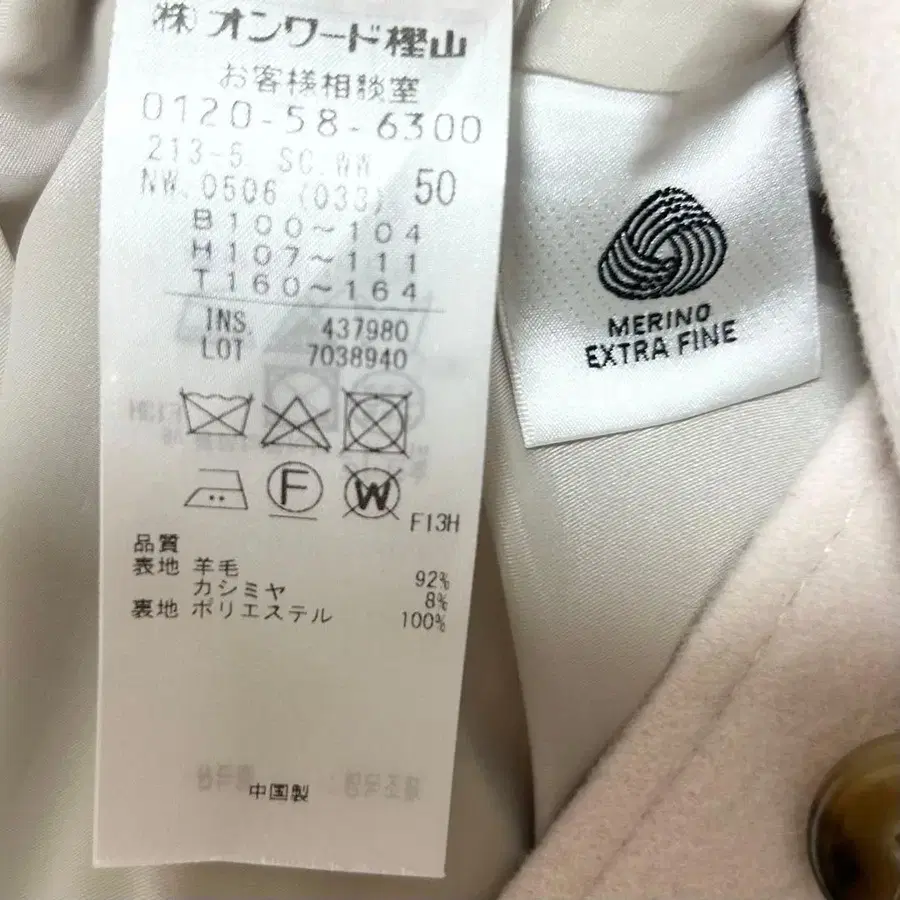 (株)オンワード樫山
お客様相談室
0120-58-6300
213-5 SC.WW
NW.0506 (033) 50
B100~104
H107~111
T160~164
INS. 437980
LOT 7038940
F
W
F13H
品質
表地 羊毛 92%
カシミヤ 8%
裏地 ポリエステル 100%
中国製
MERINO
EXTRA FINE